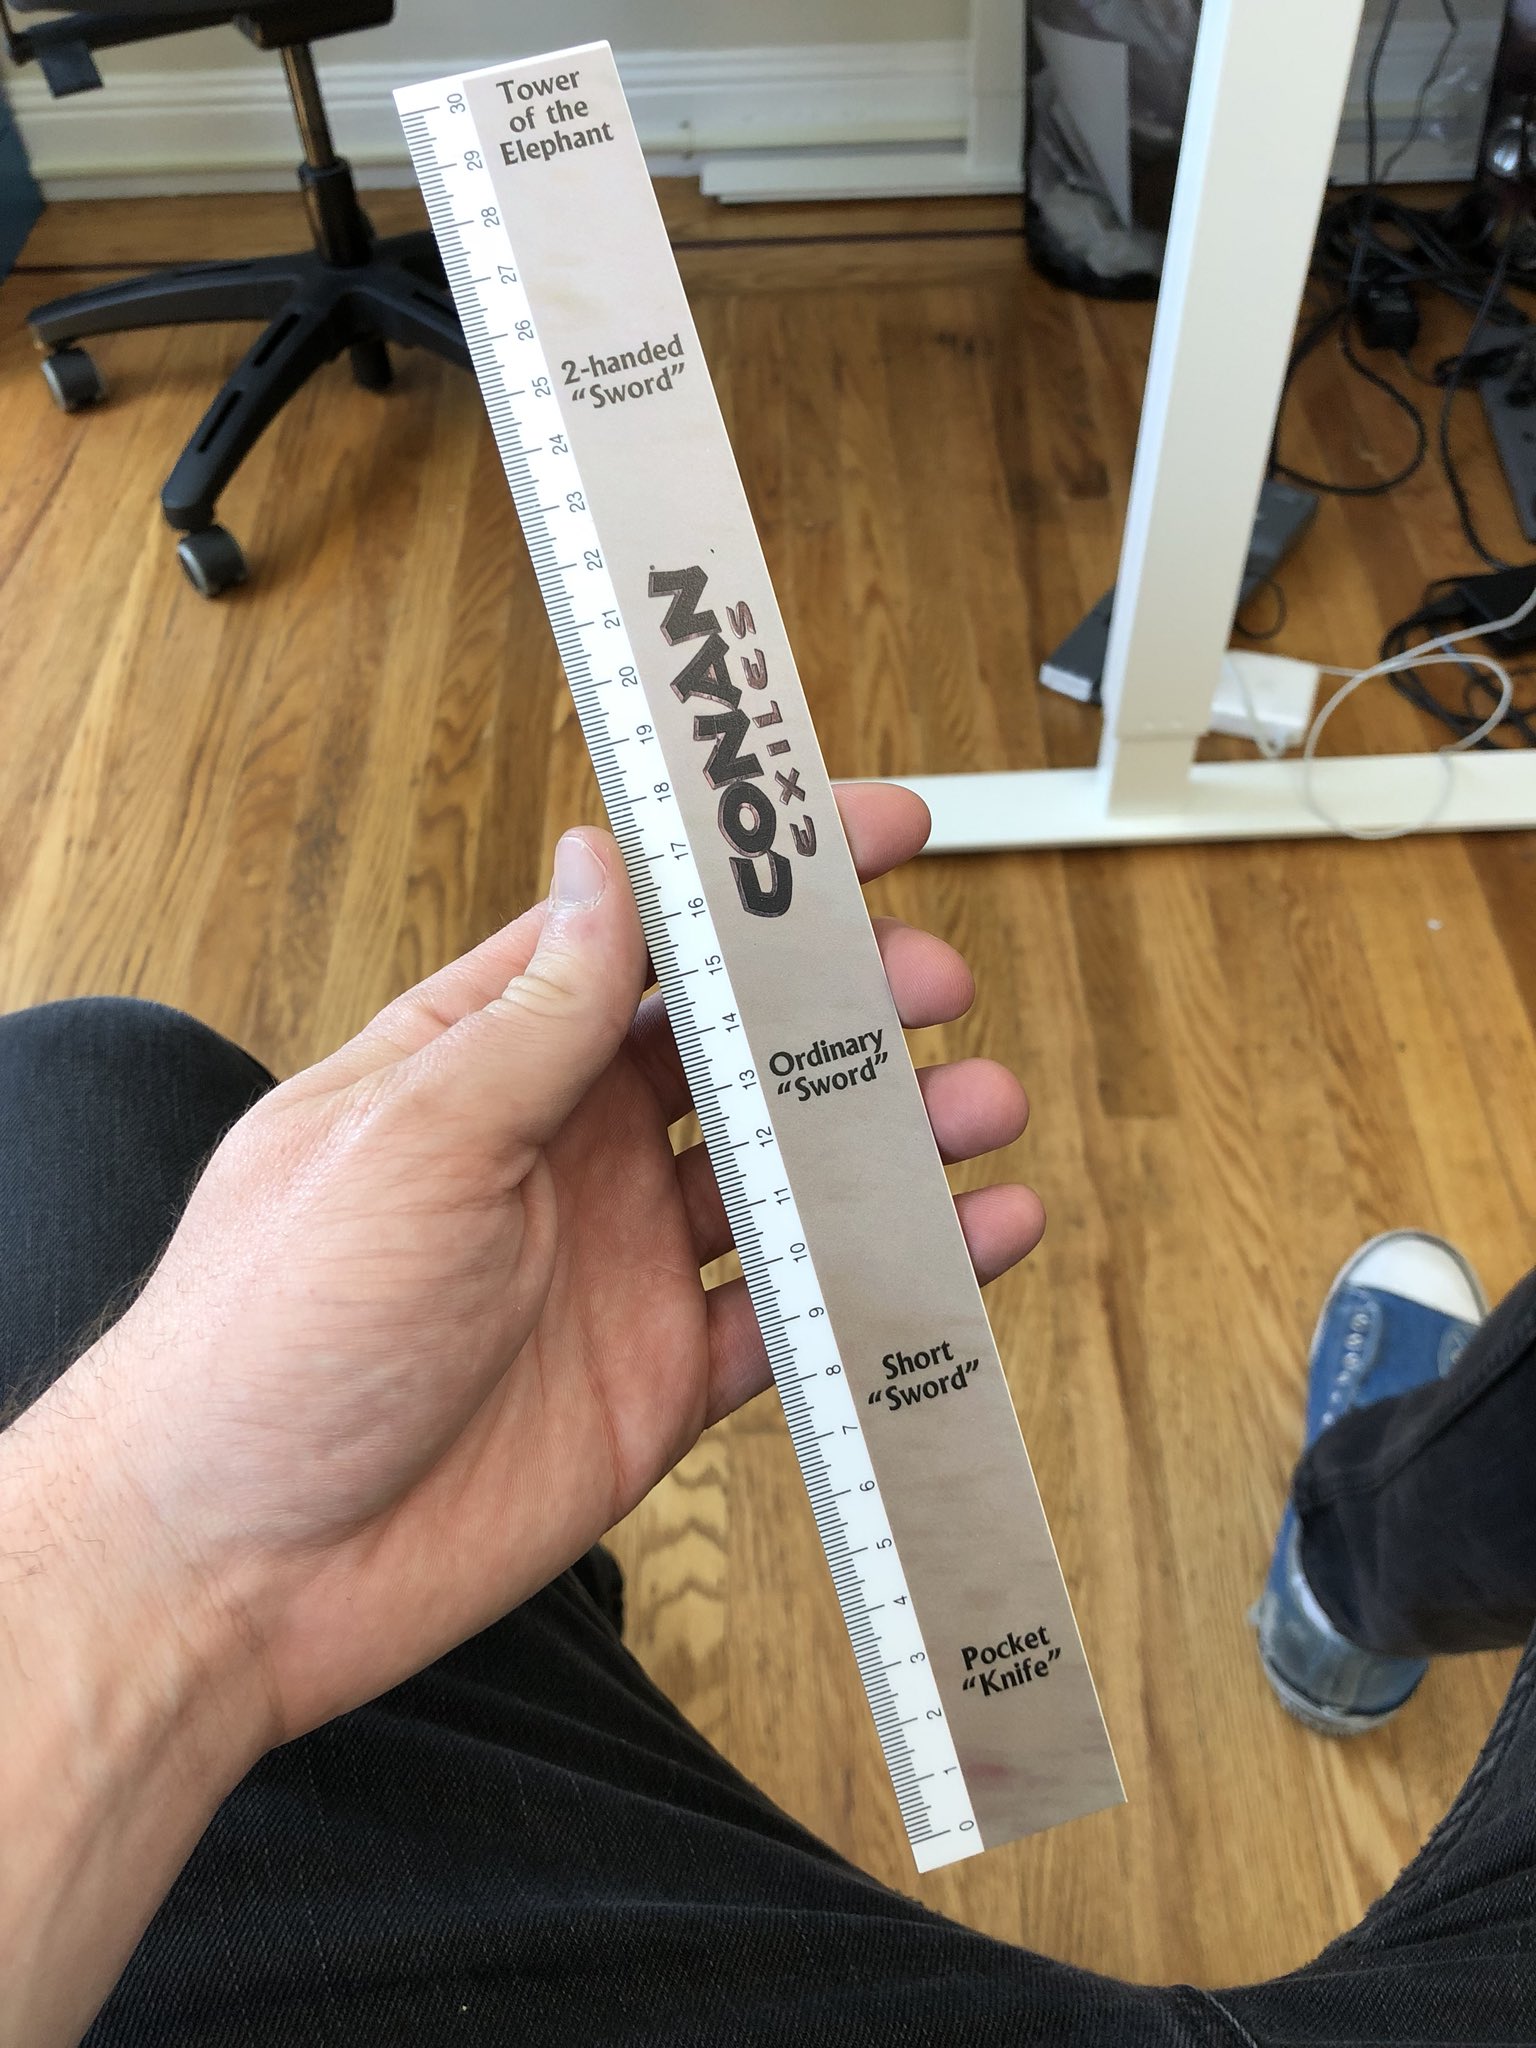 30
Tower
of the
Elephant
29
28
27
26
2-handed
“Sword”
25
24
23
22
21
20
19
18
CONAN
EXILES
17
16
15
14
Ordinary
“Sword”
13
12
11
10
9
8
Short
“Sword”
7
6
5
4
3
Pocket
“Knife”
2
1
0